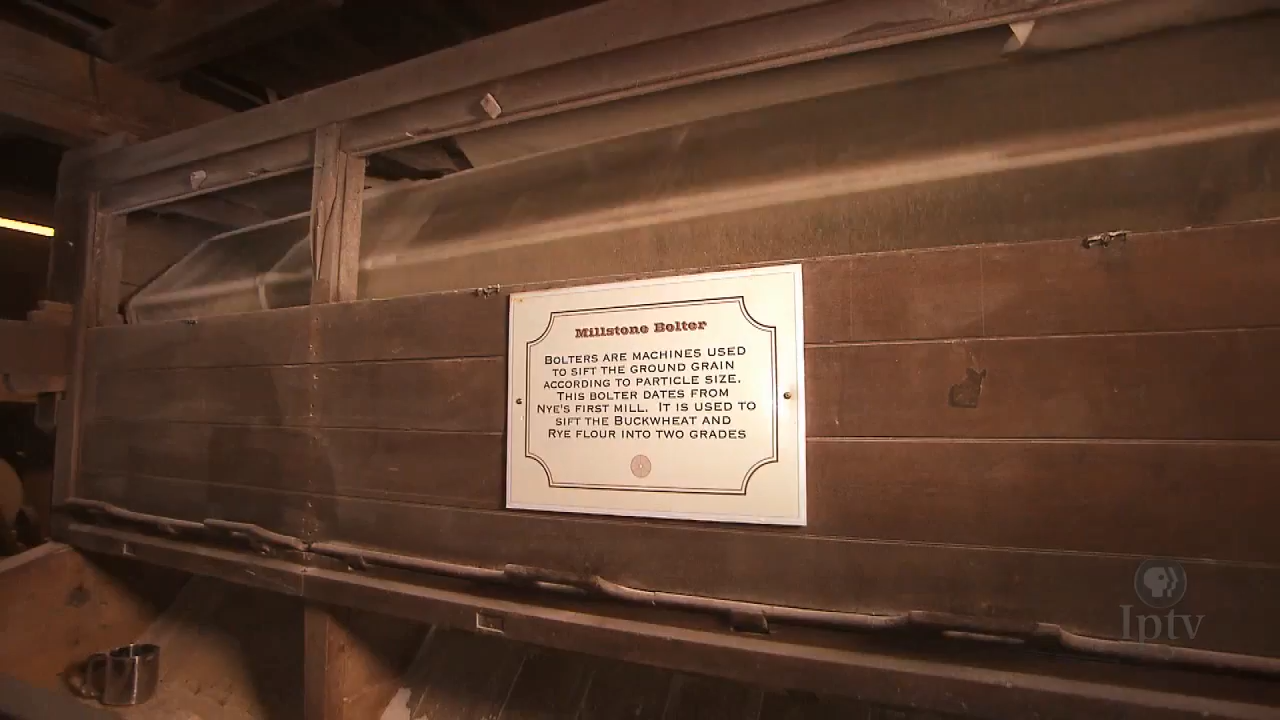 Millstone Bolter
BOLTERS ARE MACHINES USED
TO SIFT THE GROUND GRAIN
ACCORDING TO PARTICLE SIZE.
THIS BOLTER DATES FROM
NYE'S FIRST MILL. IT IS USED TO
SIFT THE BUCKWHEAT AND
RYE FLOUR INTO TWO GRADES
Iptv